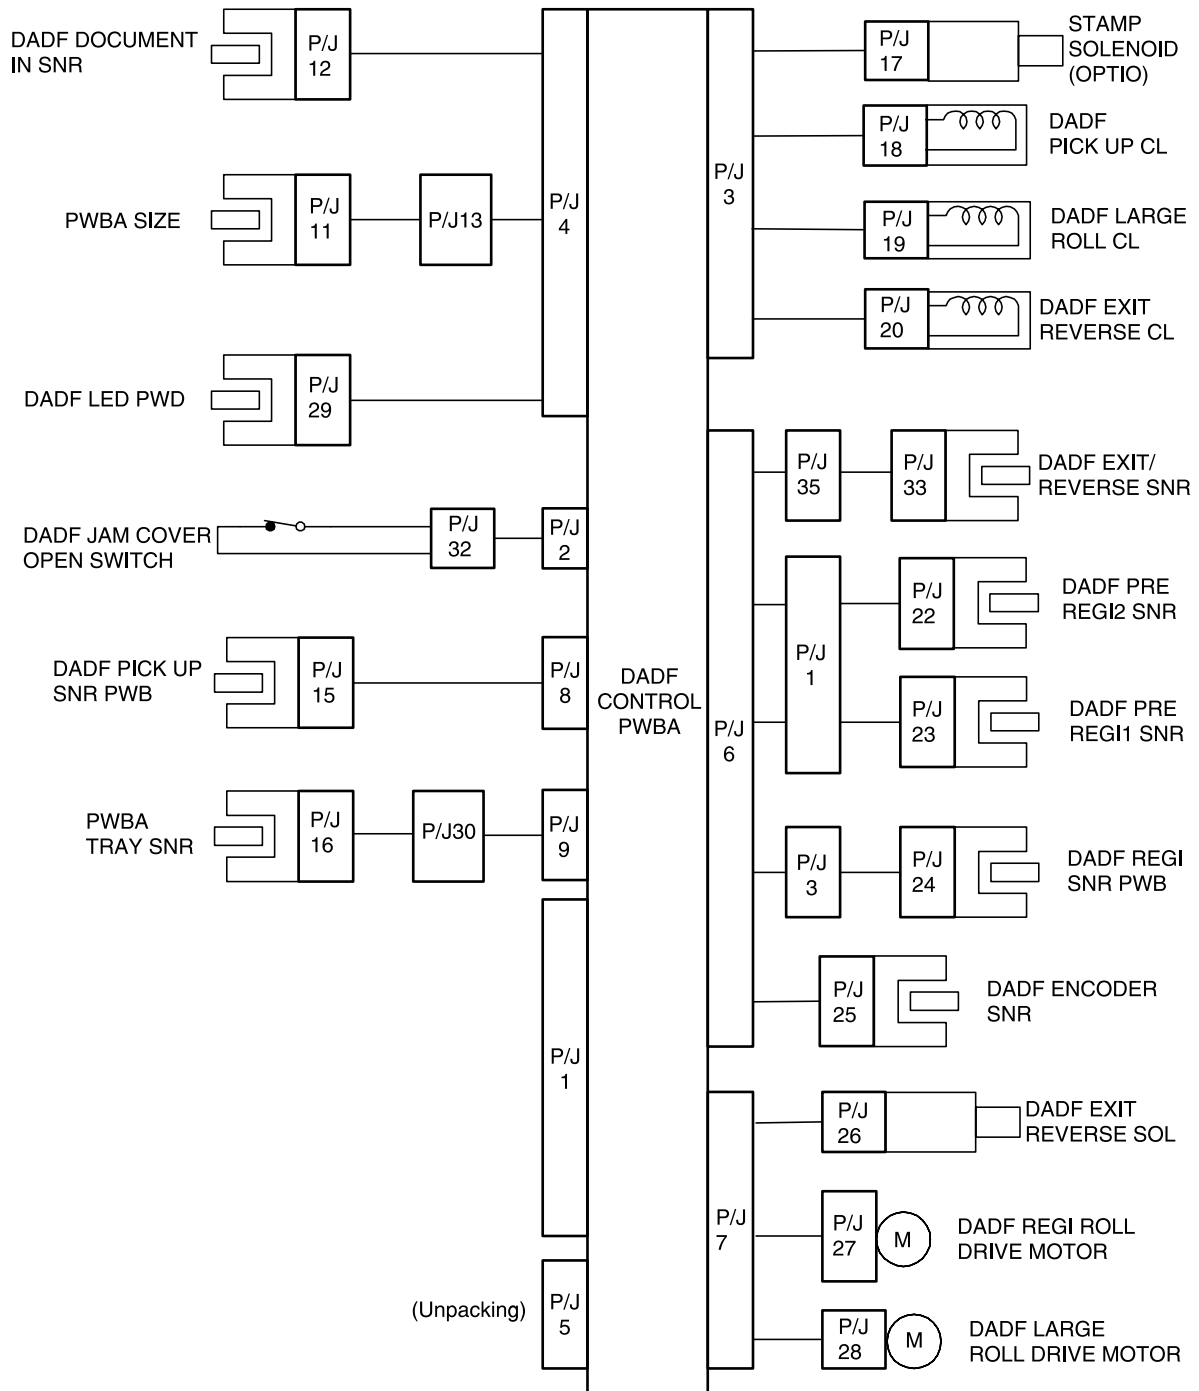 DADF DOCUMENT
IN SNR
P/J
12
PWBA SIZE
P/J
11
P/J13
P/J
4
DADF LED PWD
P/J
29
DADF JAM COVER
OPEN SWITCH
P/J
32
P/J
2
DADF PICK UP
SNR PWB
P/J
15
P/J
8
PWBA
TRAY SNR
P/J
16
P/J30
P/J
9
P/J
1
(Unpacking)
P/J
5
DADF
CONTROL
PWBA
P/J
3
P/J
17
STAMP
SOLENOID
(OPTIO)
P/J
18
DADF
PICK UP CL
P/J
19
DADF LARGE
ROLL CL
P/J
20
DADF EXIT
REVERSE CL
P/J
6
P/J
35
P/J
33
DADF EXIT/
REVERSE SNR
P/J
1
P/J
22
DADF PRE
REGI2 SNR
P/J
23
DADF PRE
REGI1 SNR
P/J
3
P/J
24
DADF REGI
SNR PWB
P/J
25
DADF ENCODER
SNR
P/J
7
P/J
26
DADF EXIT
REVERSE SOL
P/J
27
M
DADF REGI ROLL
DRIVE MOTOR
P/J
28
M
DADF LARGE
ROLL DRIVE MOTOR